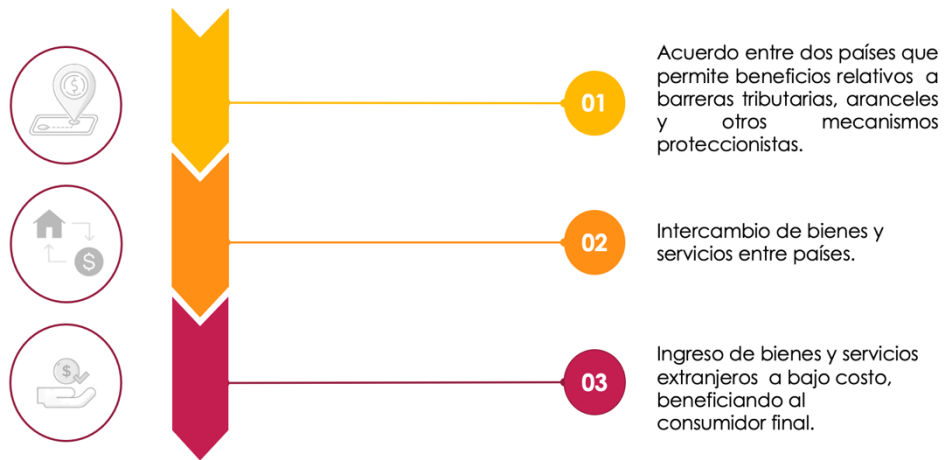 01
Acuerdo entre dos países que
permite beneficios relativos a
barreras tributarias, aranceles
y otros mecanismos
proteccionistas.
02
Intercambio de bienes y
servicios entre países.
03
Ingreso de bienes y servicios
extranjeros a bajo costo,
beneficiando al
consumidor final.
$
$
$